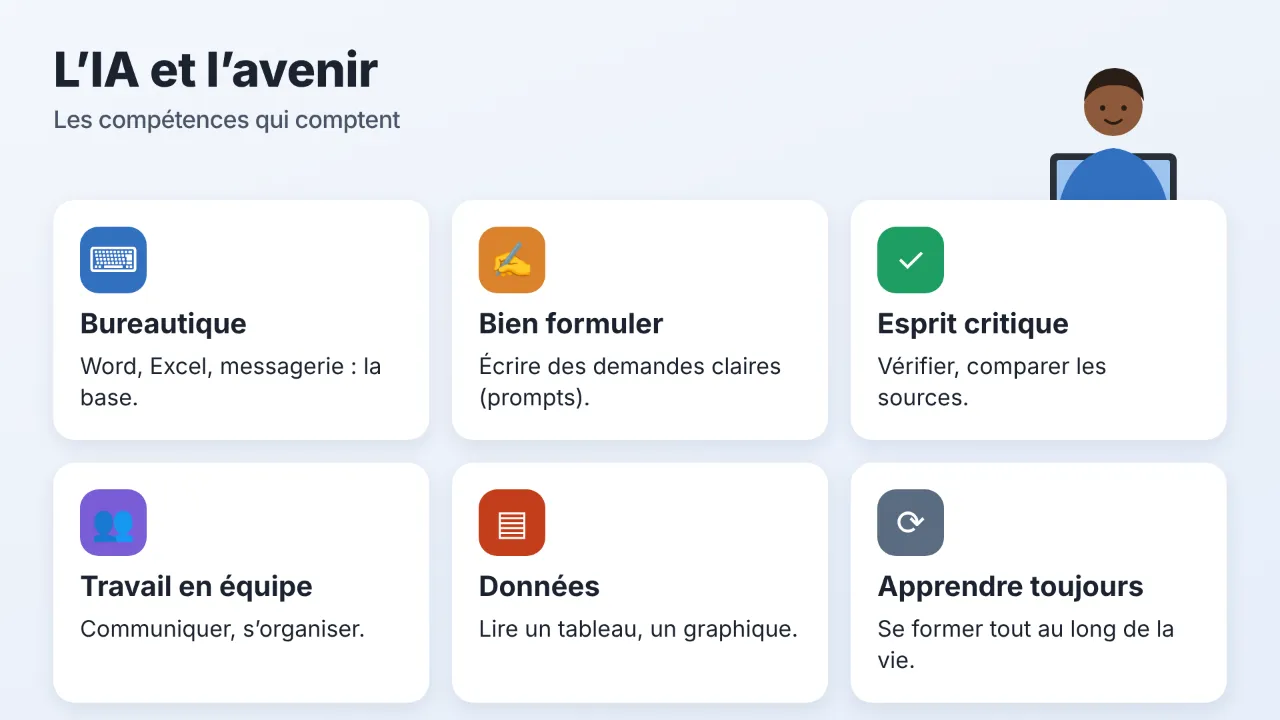 L’IA et l’avenir
Les compétences qui comptent
Bureautique
Word, Excel, messagerie : la
base.
Bien formuler
Écrire des demandes claires
(prompts).
Esprit critique
Vérifier, comparer les
sources.
Travail en équipe
Communiquer, s’organiser.
Données
Lire un tableau, un graphique.
Apprendre toujours
Se former tout au long de la
vie.